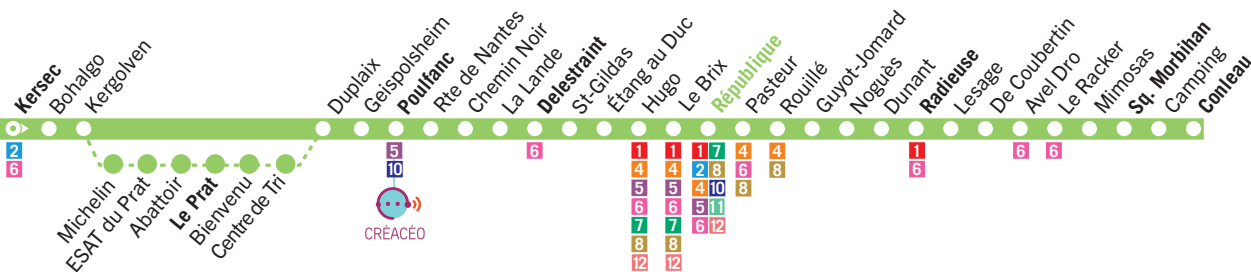 Kersec
Bohalgo
Kergolven
Michelin
ESAT du Prat
Abattoir
Le Prat
Bienvenu
Centre de Tri
Duplaix
Geispolsheim
Poulfanc
Rte de Nantes
Chemin Noir
La Lande
Delestraint
St-Gildas
Étang au Duc
Hugo
Le Brix
République
Pasteur
Rouillé
Guyot-Jomard
Noguès
Dunant
Radieuse
Lesage
De Coubertin
Avel Dro
Le Racker
Mimosas
Sq. Morbihan
Camping
Conleau
2
6
5
10
CRÉACÉO
6
1
4
5
6
7
8
12
1
4
5
6
7
8
12
1 7
2 8
4 10
5 11
6 12
4
6
8
4
8
1
6
6
6